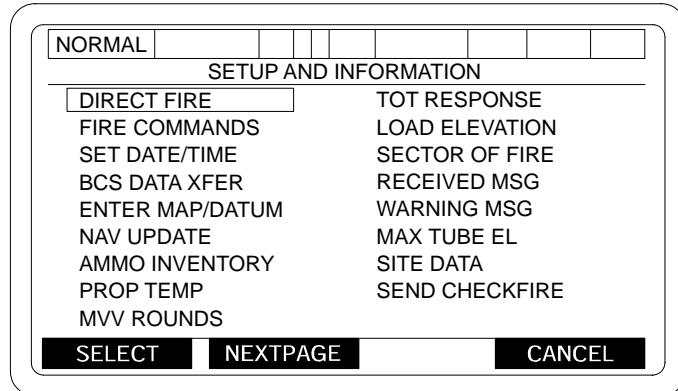 NORMAL
SETUP AND INFORMATION
DIRECT FIRE TOT RESPONSE
FIRE COMMANDS LOAD ELEVATION
SET DATE/TIME SECTOR OF FIRE
BCS DATA XFER RECEIVED MSG
ENTER MAP/DATUM WARNING MSG
NAV UPDATE MAX TUBE EL
AMMO INVENTORY SITE DATA
PROP TEMP SEND CHECKFIRE
MVV ROUNDS
SELECT NEXTPAGE CANCEL